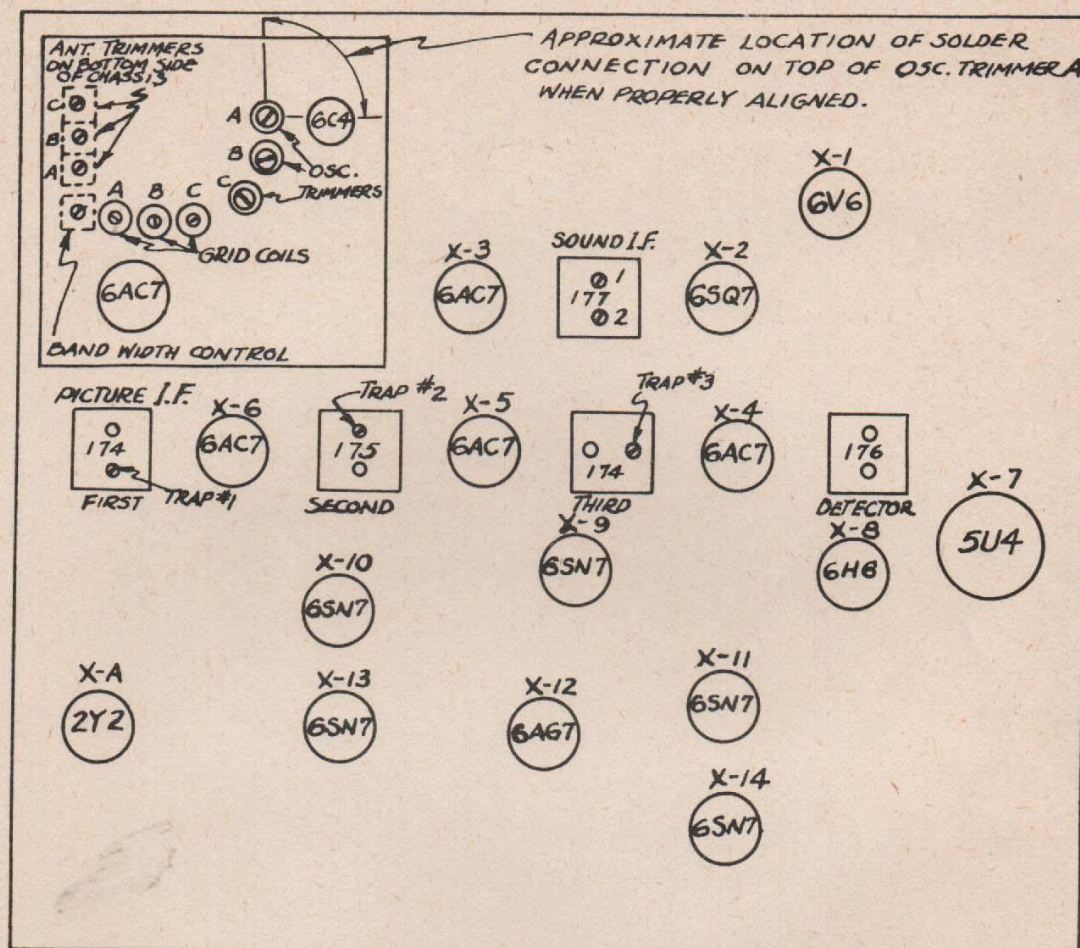 ANT. TRIMMERS
ON BOTTOM SIDE
OF CHASSIS
C
B
A
A
B
C
6C4
OSC.
TRIMMERS
A B C
GRID COILS
6AC7
BAND WIDTH CONTROL
APPROXIMATE LOCATION OF SOLDER
CONNECTION ON TOP OF OSC. TRIMMER A
WHEN PROPERLY ALIGNED.
X-1
6V6
X-3
6AC7
SOUND I.F.
1
177
2
X-2
6SQ7
PICTURE I.F.
174
FIRST
TRAP #1
X-6
6AC7
TRAP #2
175
SECOND
X-5
6AC7
TRAP #3
174
THIRD
X-4
6AC7
176
DETECTOR
X-7
5U4
X-9
6SN7
X-8
6H6
X-10
6SN7
X-A
2Y2
X-13
6SN7
X-12
6AG7
X-11
6SN7
X-14
6SN7